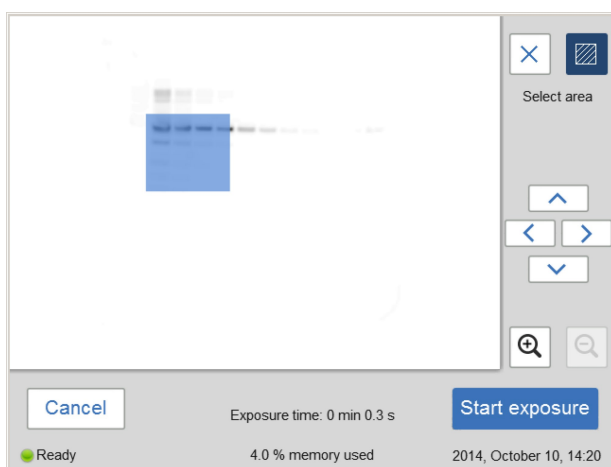 Select area
Cancel
Exposure time: 0 min 0.3 s
Start exposure
Ready
4.0 % memory used
2014, October 10, 14:20